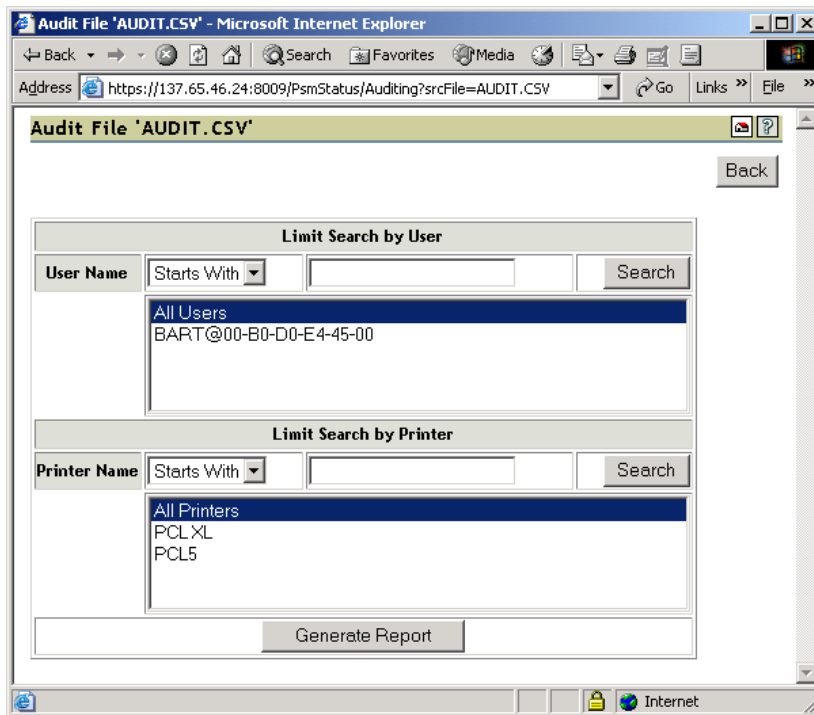 Audit File 'AUDIT.CSV' - Microsoft Internet Explorer
Back Search Favorites Media
Address https://137.65.46.24:8009/PsmStatus/Auditing?srcFile=AUDIT.CSV Go Links » File »
Audit File 'AUDIT.CSV'
Back
Limit Search by User
User Name Starts With Search
All Users
BART@00-B0-D0-E4-45-00
Limit Search by Printer
Printer Name Starts With Search
All Printers
PCL XL
PCL5
Generate Report
Internet